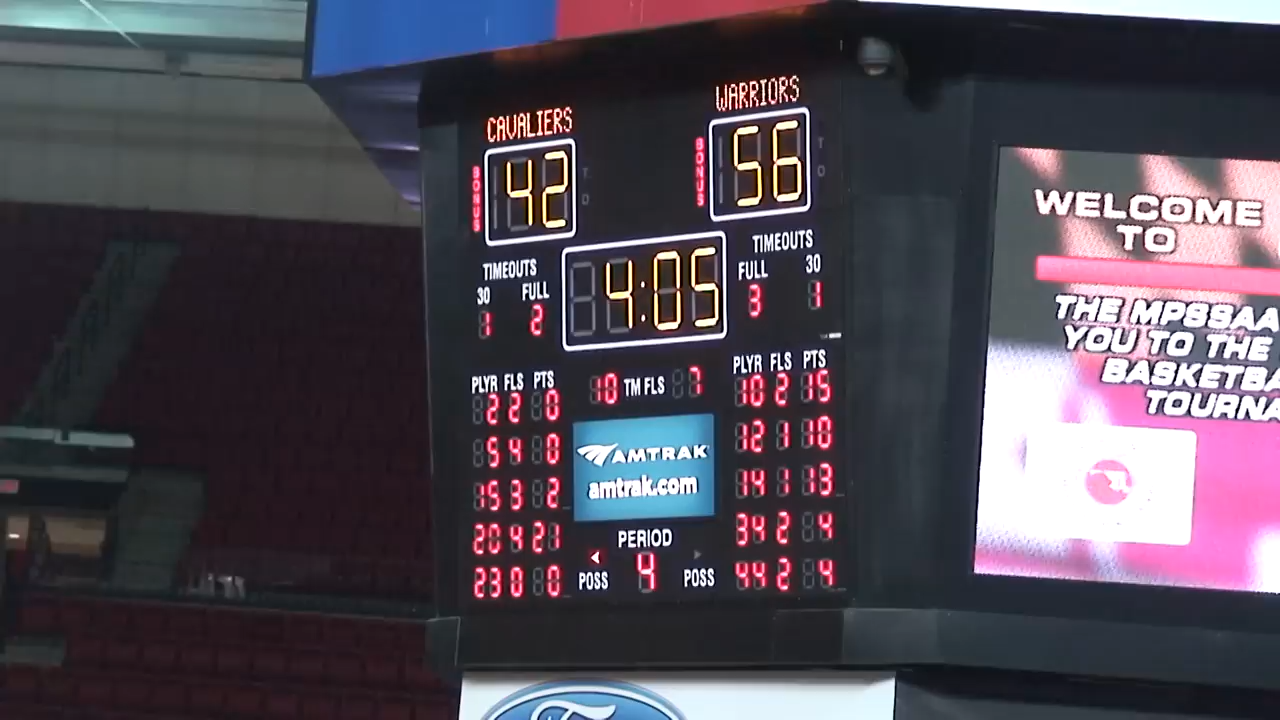 CAVALIERS
WARRIORS
BONUS 42
BONUS 56
TIMEOUTS
30 FULL
1 2
4:05
TIMEOUTS
FULL 30
3 1
PLYR FLS PTS
2 2 0
5 4 0
15 3 2
20 4 21
23 0 0
10 TM FLS 7
AMTRAK
amtrak.com
PERIOD
4
POSS POSS
PLYR FLS PTS
10 2 15
12 1 10
14 1 13
34 2 4
44 2 4
WELCOME
TO
THE MPSSAA
YOU TO THE
BASKETBA
TOURNA